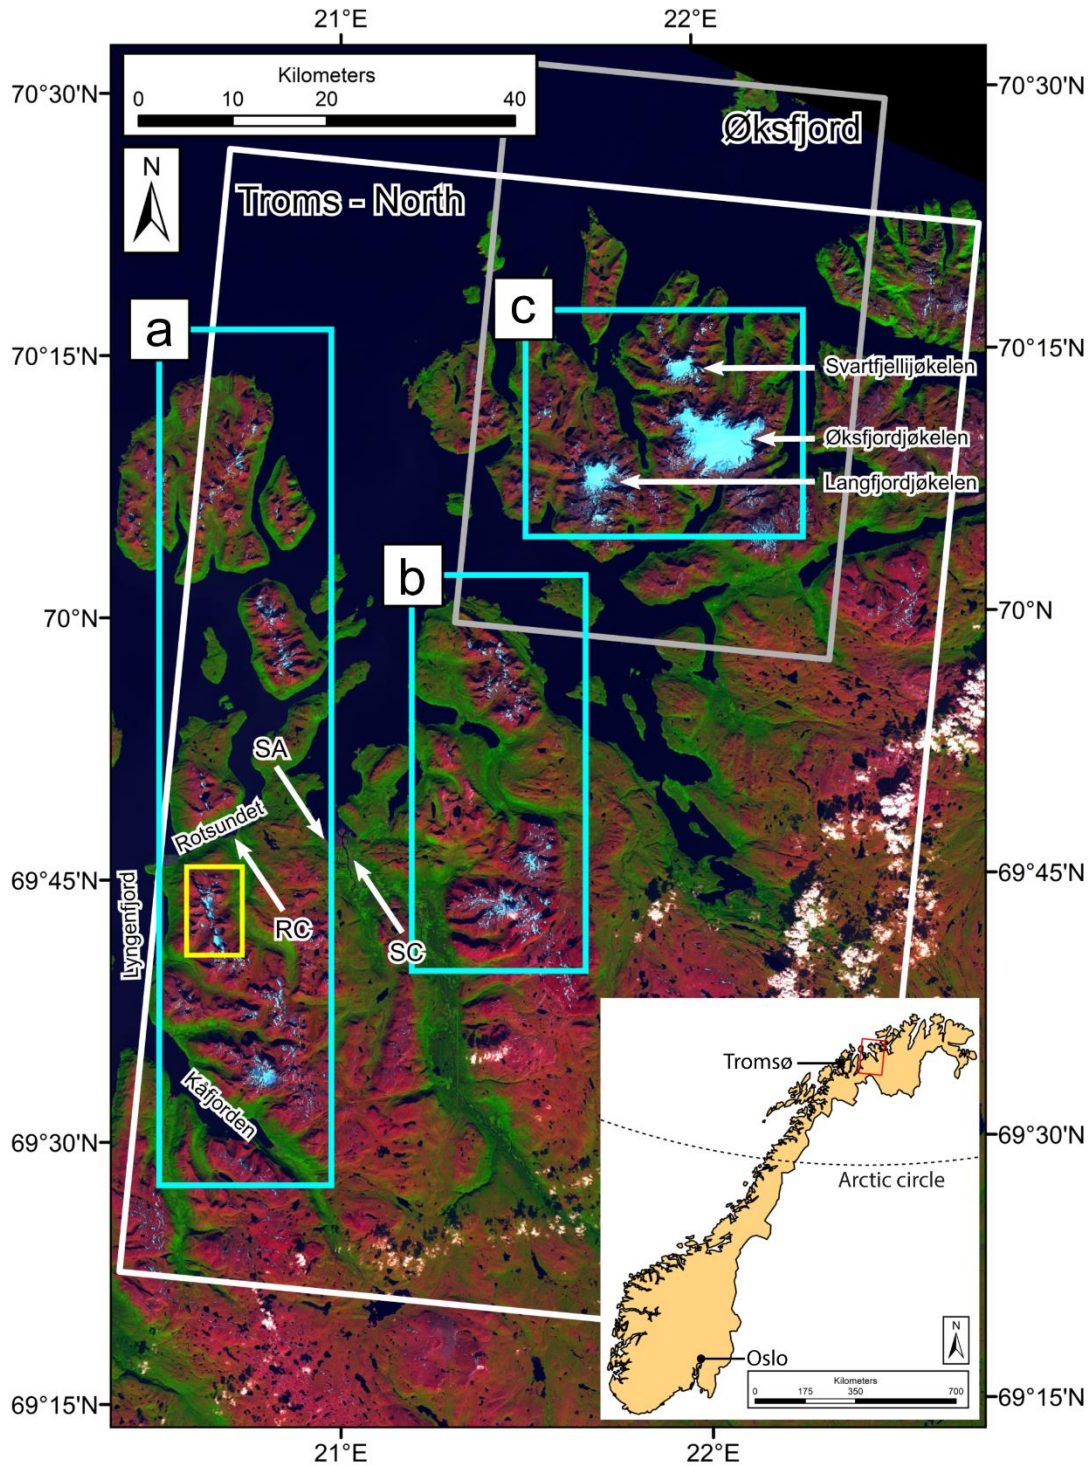 21°E
22°E
70°30'N
70°30'N
Kilometers
0
10
20
40
N
Øksfjord
Troms - North
a
c
70°15'N
70°15'N
Svartfjellijøkelen
Øksfjordjøkelen
Langfjordjøkelen
b
70°N
70°N
SA
Rotsundet
69°45'N
69°45'N
Lyngenfjord
RC
SC
Kåfjorden
69°30'N
69°30'N
Tromsø
Arctic circle
N
Oslo
Kilometers
0
175
350
700
69°15'N
69°15'N
21°E
22°E